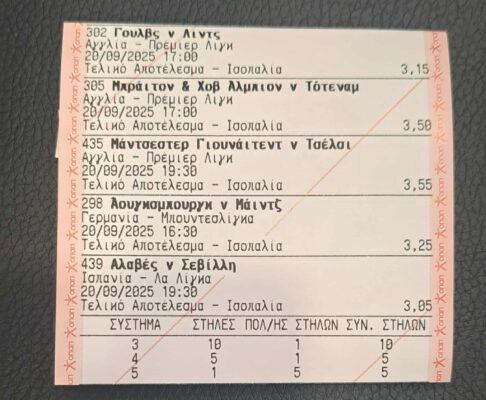 302 Γουλβς v Λιντς
Αγγλία - Πρέμιερ Λιγκ
20/09/2025 17:00
Τελικό Αποτέλεσμα - Ισοπαλία 3,15
305 Μπράιτον & Χοβ Άλμπιον v Τότεναμ
Αγγλία - Πρέμιερ Λιγκ
20/09/2025 17:00
Τελικό Αποτέλεσμα - Ισοπαλία 3,50
435 Μάντσεστερ Γιουνάιτεντ v Τσέλσι
Αγγλία - Πρέμιερ Λιγκ
20/09/2025 19:30
Τελικό Αποτέλεσμα - Ισοπαλία 3,55
298 Άουγκσμπουργκ v Μάιντζ
Γερμανία - Μπουντεσλίγκα
20/09/2025 16:30
Τελικό Αποτέλεσμα - Ισοπαλία 3,25
439 Αλαβές v Σεβίλλη
Ισπανία - Λα Λίγκα
20/09/2025 19:30
Τελικό Αποτέλεσμα - Ισοπαλία 3,05
ΣΥΣΤΗΜΑ ΣΤΗΛΕΣ ΠΟΛ/ΗΣ ΣΤΗΛΩΝ ΣΥΝ. ΣΤΗΛΩΝ
3 10 1 10
4 5 1 5
5 1 5 5